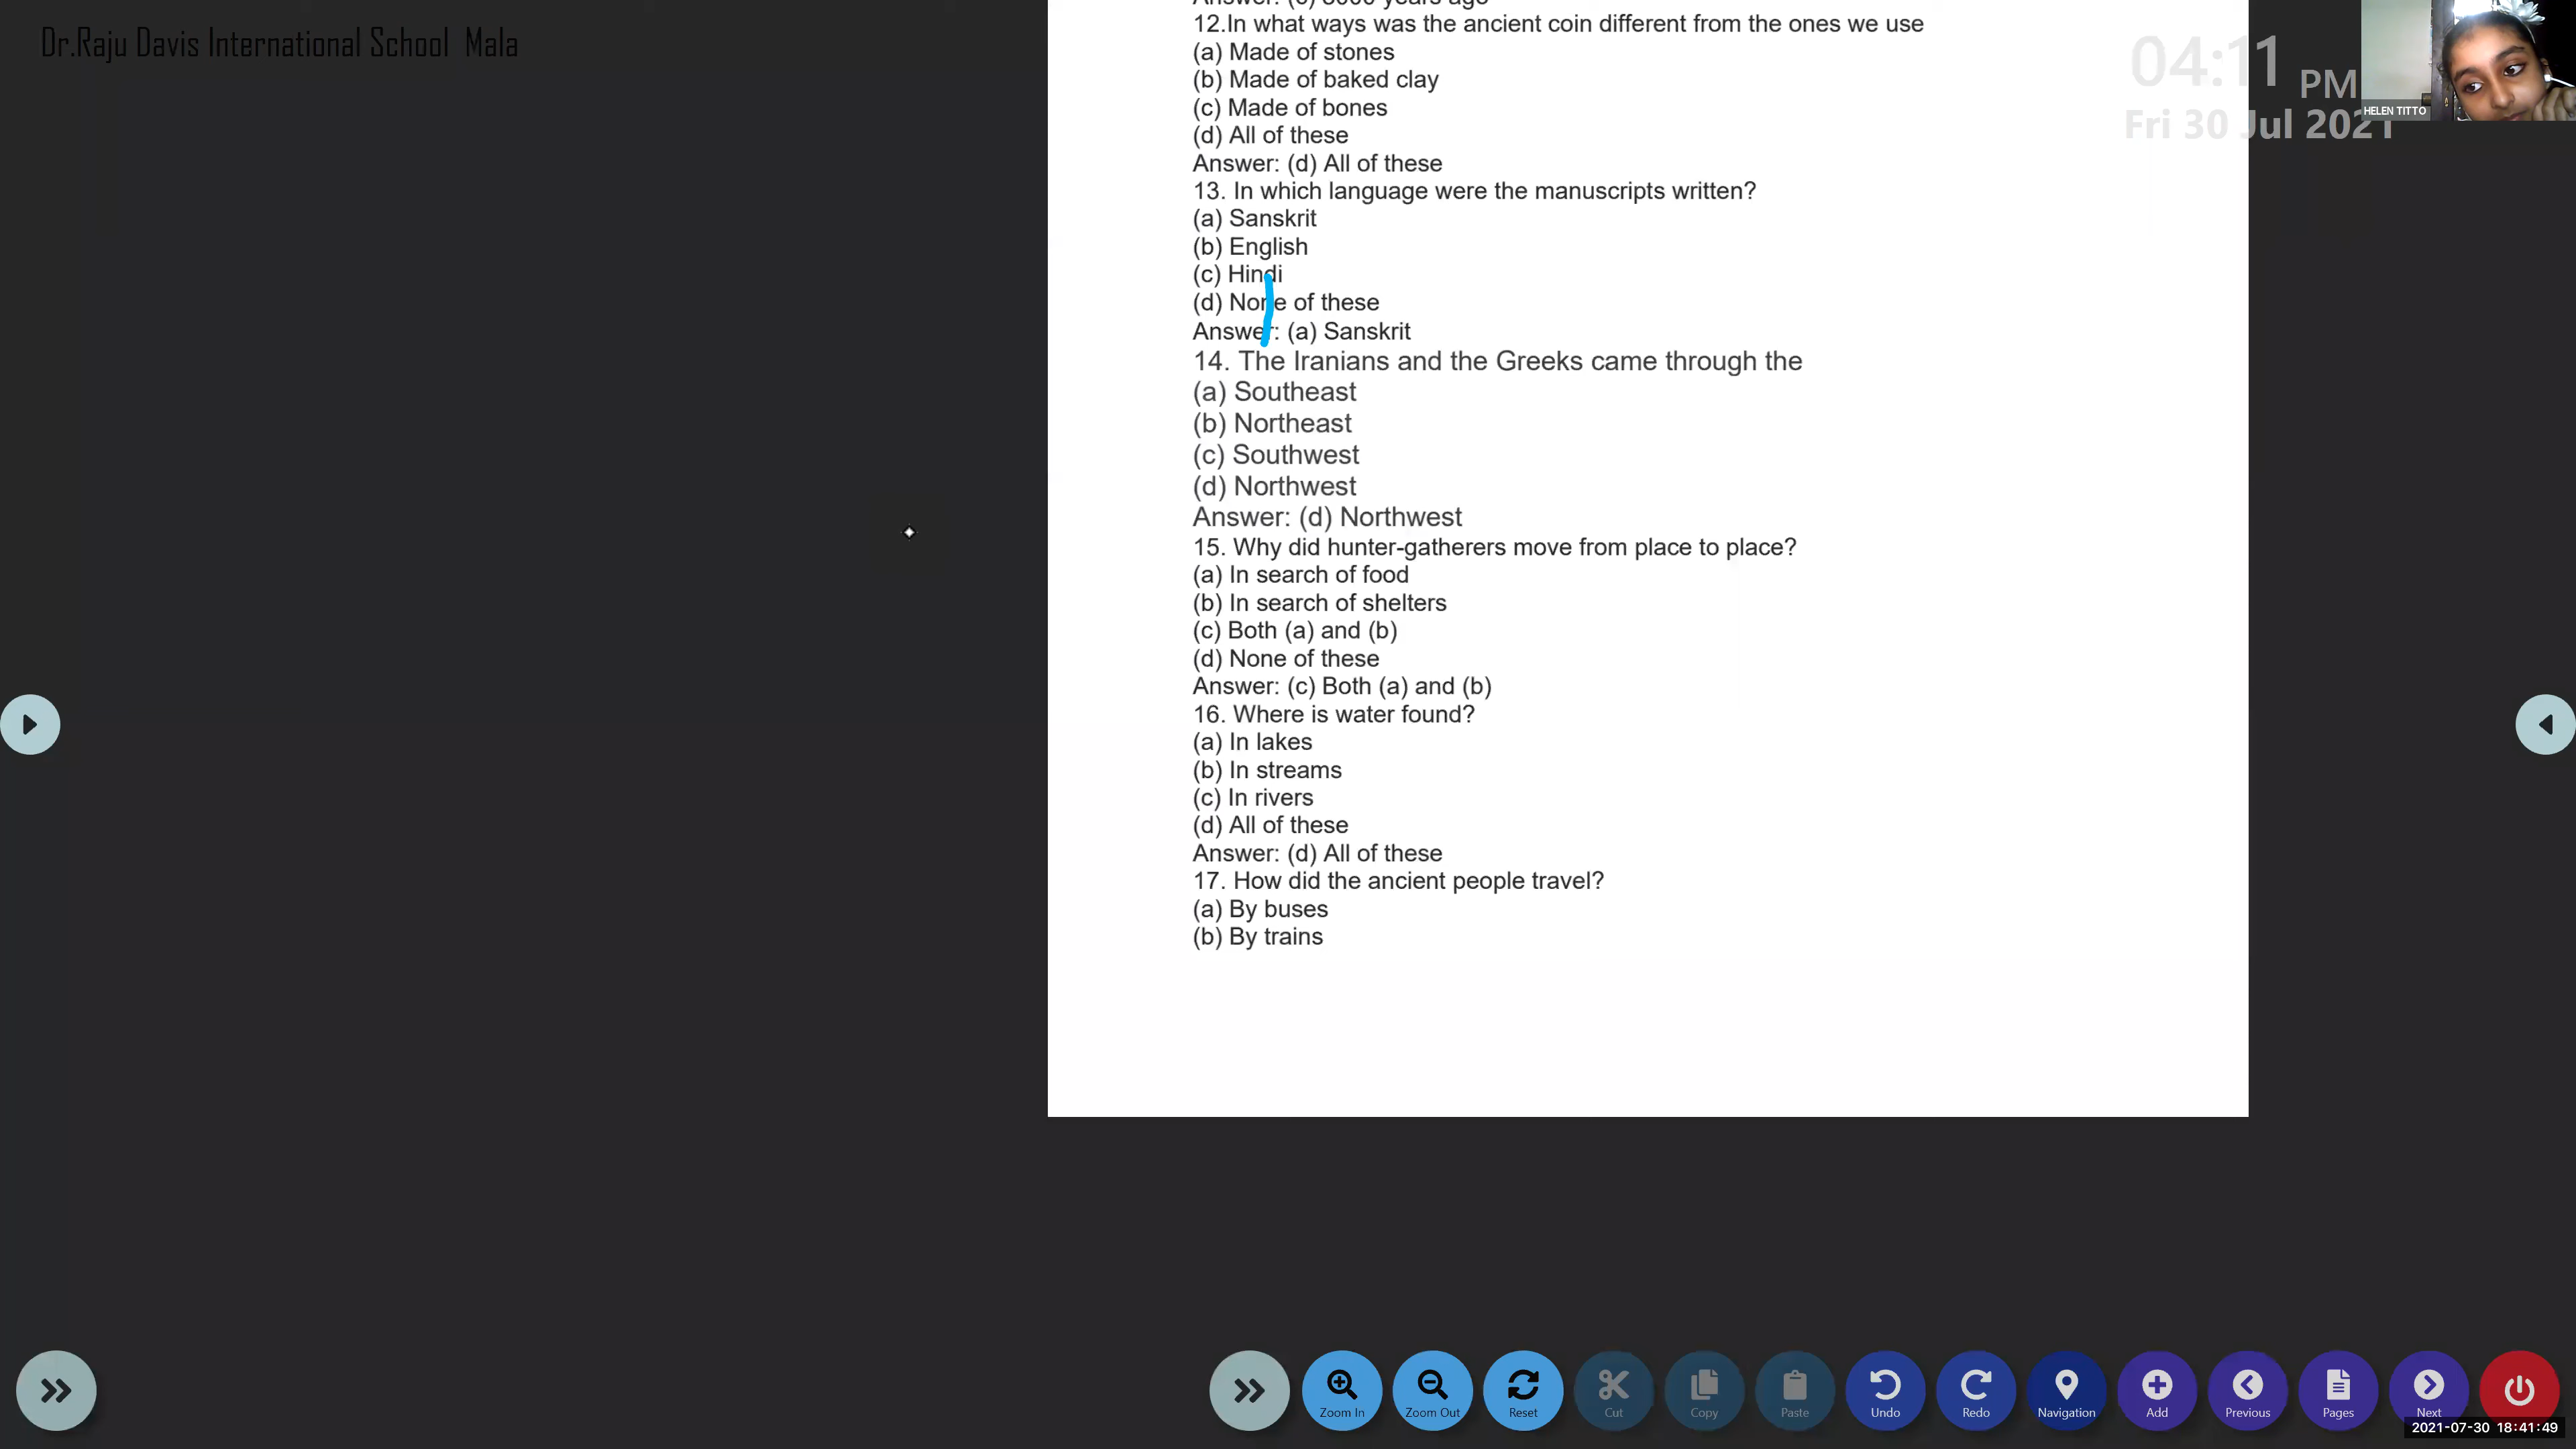 Dr.Raju Davis International School Mala
12.In what ways was the ancient coin different from the ones we use
(a) Made of stones
(b) Made of baked clay
(c) Made of bones
(d) All of these
Answer: (d) All of these
13. In which language were the manuscripts written?
(a) Sanskrit
(b) English
(c) Hindi
(d) None of these
Answer: (a) Sanskrit
14. The Iranians and the Greeks came through the
(a) Southeast
(b) Northeast
(c) Southwest
(d) Northwest
Answer: (d) Northwest
15. Why did hunter-gatherers move from place to place?
(a) In search of food
(b) In search of shelters
(c) Both (a) and (b)
(d) None of these
Answer: (c) Both (a) and (b)
16. Where is water found?
(a) In lakes
(b) In streams
(c) In rivers
(d) All of these
Answer: (d) All of these
17. How did the ancient people travel?
(a) By buses
(b) By trains
04:11 PM
Fri 30 Jul 2021
HELEN TITTO
Zoom In Zoom Out Reset Cut Copy Paste Undo Redo Navigation Add Previous Pages Next
2021-07-30 18:41:49